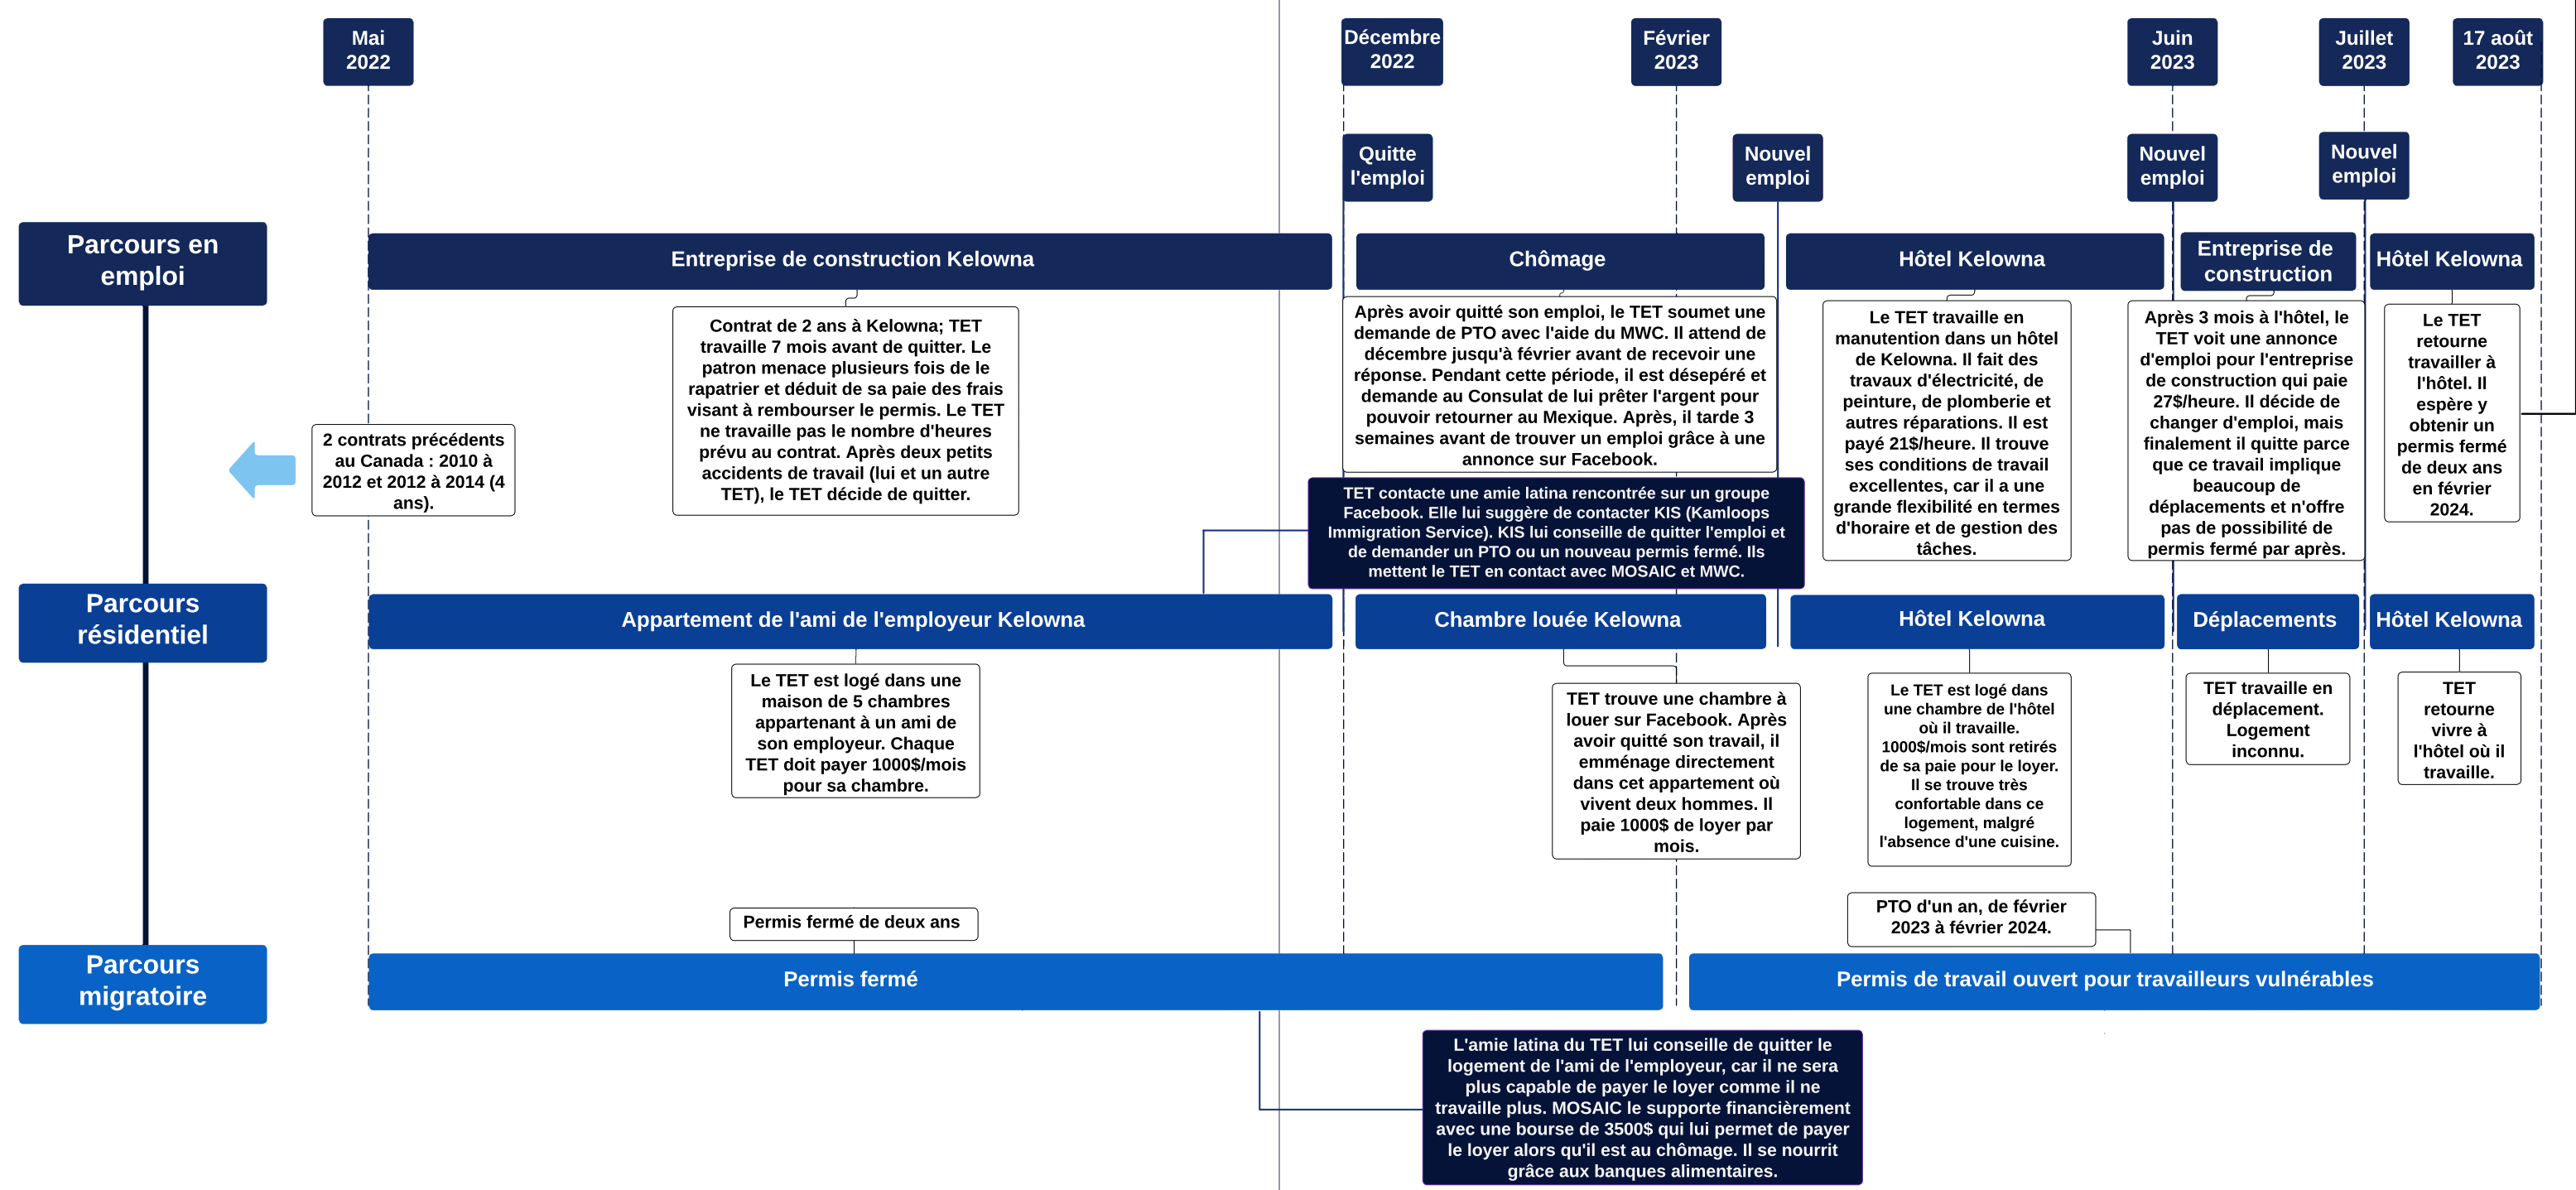 Mai
2022
Décembre
2022
Février
2023
Juin
2023
Juillet
2023
17 août
2023
Quitte
l'emploi
Nouvel
emploi
Nouvel
emploi
Nouvel
emploi
Parcours en
emploi
Entreprise de construction Kelowna
Chômage
Hôtel Kelowna
Entreprise de
construction
Hôtel Kelowna
2 contrats précédents
au Canada : 2010 à
2012 et 2012 à 2014 (4
ans).
Contrat de 2 ans à Kelowna; TET
travaille 7 mois avant de quitter. Le
patron menace plusieurs fois de le
rapatrier et déduit de sa paie des frais
visant à rembourser le permis. Le TET
ne travaille pas le nombre d'heures
prévu au contrat. Après deux petits
accidents de travail (lui et un autre
TET), le TET décide de quitter.
Après avoir quitté son emploi, le TET soumet une
demande de PTO avec l'aide du MWC. Il attend de
décembre jusqu'à février avant de recevoir une
réponse. Pendant cette période, il est désepéré et
demande au Consulat de lui prêter l'argent pour
pouvoir retourner au Mexique. Après, il tarde 3
semaines avant de trouver un emploi grâce à une
annonce sur Facebook.
Le TET travaille en
manutention dans un hôtel
de Kelowna. Il fait des
travaux d'électricité, de
peinture, de plomberie et
autres réparations. Il est
payé 21$/heure. Il trouve
ses conditions de travail
excellentes, car il a une
grande flexibilité en termes
d'horaire et de gestion des
tâches.
Après 3 mois à l'hôtel, le
TET voit une annonce
d'emploi pour l'entreprise
de construction qui paie
27$/heure. Il décide de
changer d'emploi, mais
finalement il quitte parce
que ce travail implique
beaucoup de
déplacements et n'offre
pas de possibilité de
permis fermé par après.
Le TET
retourne
travailler à
l'hôtel. Il
espère y
obtenir un
permis fermé
de deux ans
en février
2024.
TET contacte une amie latina rencontrée sur un groupe
Facebook. Elle lui suggère de contacter KIS (Kamloops
Immigration Service). KIS lui conseille de quitter l'emploi et
de demander un PTO ou un nouveau permis fermé. Ils
mettent le TET en contact avec MOSAIC et MWC.
Parcours
résidentiel
Appartement de l'ami de l'employeur Kelowna
Chambre louée Kelowna
Hôtel Kelowna
Déplacements
Hôtel Kelowna
Le TET est logé dans une
maison de 5 chambres
appartenant à un ami de
son employeur. Chaque
TET doit payer 1000$/mois
pour sa chambre.
TET trouve une chambre à
louer sur Facebook. Après
avoir quitté son travail, il
emménage directement
dans cet appartement où
vivent deux hommes. Il
paie 1000$ de loyer par
mois.
Le TET est logé dans
une chambre de l'hôtel
où il travaille.
1000$/mois sont retirés
de sa paie pour le loyer.
Il se trouve très
confortable dans ce
logement, malgré
l'absence d'une cuisine.
TET travaille en
déplacement.
Logement
inconnu.
TET
retourne
vivre à
l'hôtel où il
travaille.
Permis fermé de deux ans
PTO d'un an, de février
2023 à février 2024.
Parcours
migratoire
Permis fermé
Permis de travail ouvert pour travailleurs vulnérables
L'amie latina du TET lui conseille de quitter le
logement de l'ami de l'employeur, car il ne sera
plus capable de payer le loyer comme il ne
travaille plus. MOSAIC le supporte financièrement
avec une bourse de 3500$ qui lui permet de payer
le loyer alors qu'il est au chômage. Il se nourrit
grâce aux banques alimentaires.